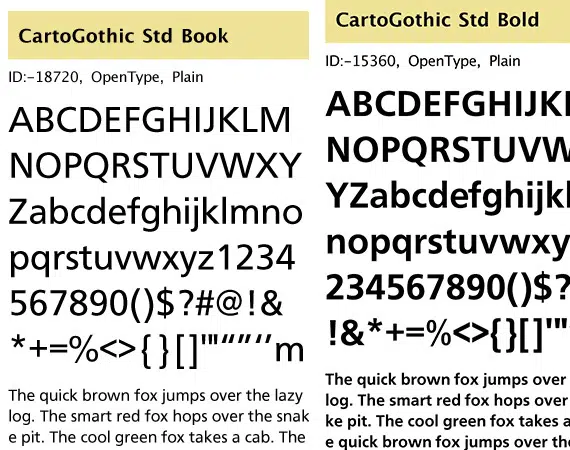 CartoGothic Std Book
ID:-18720, OpenType, Plain
ABCDEFGHIJKLM
NOPQRSTUVWXY
Zabcdefghijklmno
pqrstuvwxyz1234
567890()$?#@!&
*+=%<>{}[]'"“”‘’m
The quick brown fox jumps over the lazy
log. The smart red fox hops over the snak
e pit. The cool green fox takes a cab. The
CartoGothic Std Bold
ID:-15360, OpenType, Plain
ABCDEFGHIJK
NOPQRSTUVW
YZabcdefghijkl
nopqrstuvwxy
234567890()$?
!&*+=%<>{}[]'"
The quick brown fox jumps over
log. The smart red fox hops over
ke pit. The cool green fox takes a
e quick brown fox jumps over the